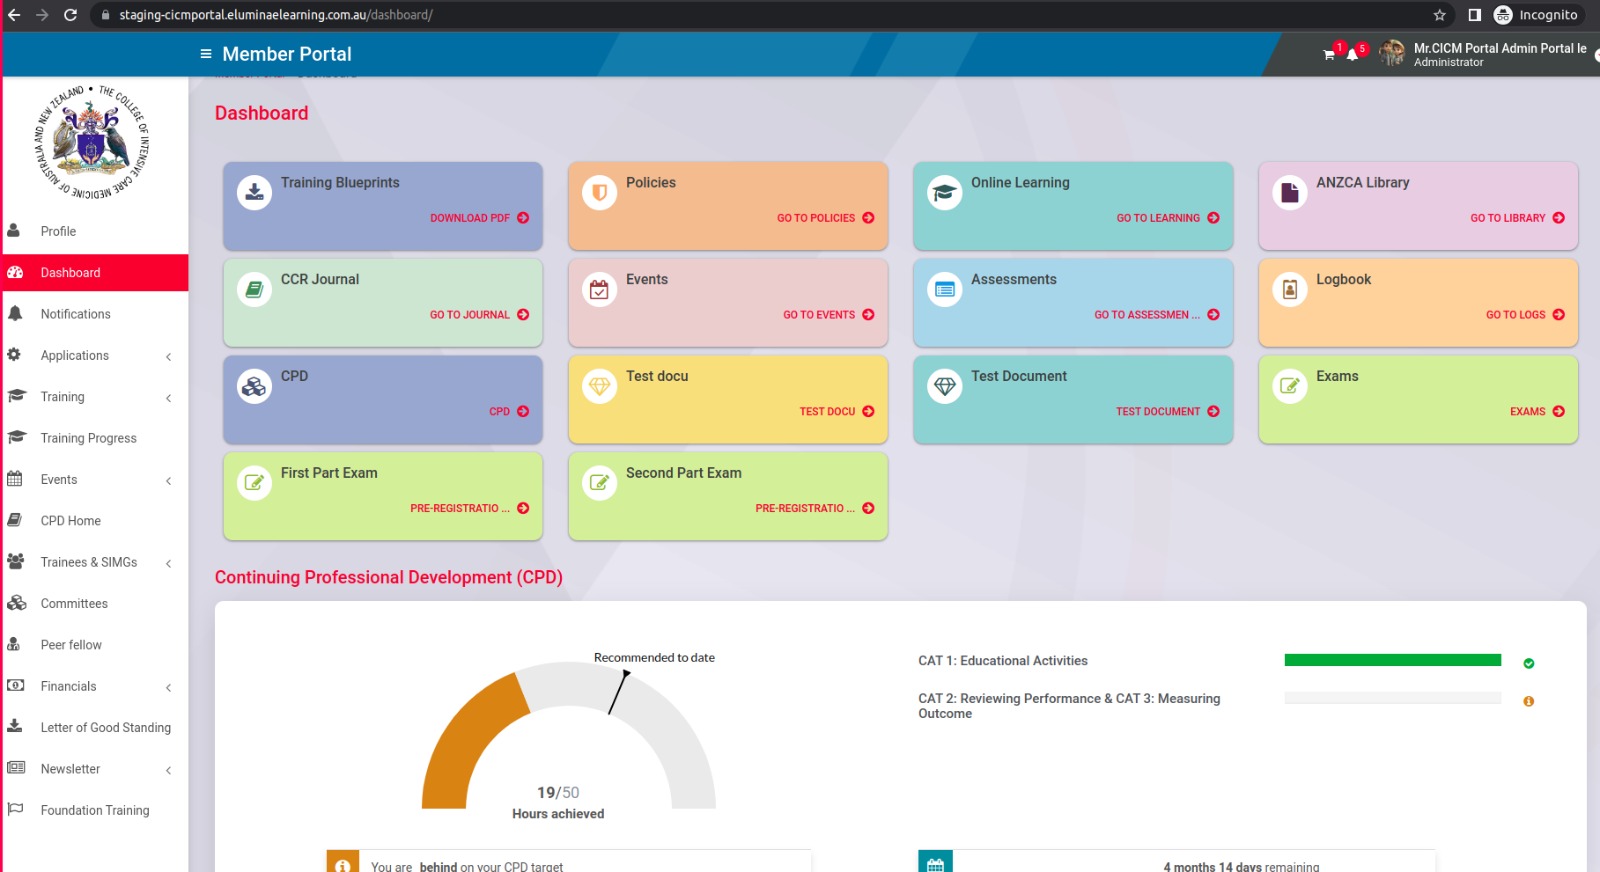 staging-cicmportal.eluminaelearning.com.au/dashboard/
Incognito
Member Portal
1
5
Mr.CICM Portal Admin Portal le
Administrator
THE COLLEGE OF INTENSIVE CARE MEDICINE OF AUSTRALIA AND NEW ZEALAND
Profile
Dashboard
Notifications
Applications
Training
Training Progress
Events
CPD Home
Trainees & SIMGs
Committees
Peer fellow
Financials
Letter of Good Standing
Newsletter
Foundation Training
Dashboard
Training Blueprints
DOWNLOAD PDF
Policies
GO TO POLICIES
Online Learning
GO TO LEARNING
ANZCA Library
GO TO LIBRARY
CCR Journal
GO TO JOURNAL
Events
GO TO EVENTS
Assessments
GO TO ASSESSMEN ...
Logbook
GO TO LOGS
CPD
CPD
Test docu
TEST DOCU
Test Document
TEST DOCUMENT
Exams
EXAMS
First Part Exam
PRE-REGISTRATIO ...
Second Part Exam
PRE-REGISTRATIO ...
Continuing Professional Development (CPD)
Recommended to date
19/50
Hours achieved
CAT 1: Educational Activities
CAT 2: Reviewing Performance & CAT 3: Measuring
Outcome
You are behind on your CPD target
4 months 14 days remaining